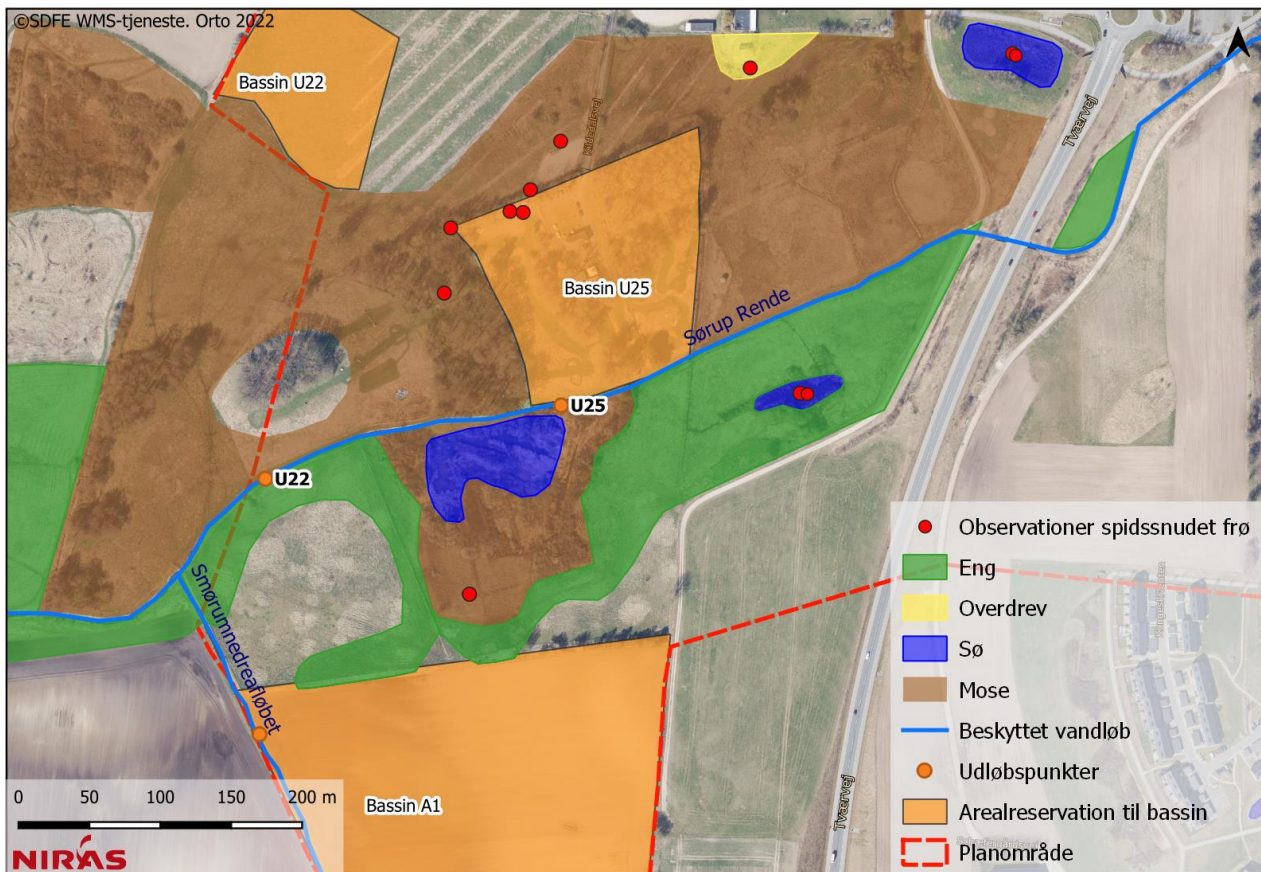 ©SDFE WMS-tjeneste. Orto 2022
Bassin U22
Kildedalsvej
Tværvej
Bassin U25
Sørup Rende
U25
U22
Smørumnedreafløbet
Bassin A1
Tværvej
0 50 100 150 200 m
NIRAS
Observationer spidssnudet frø
Eng
Overdrev
Sø
Mose
Beskyttet vandløb
Udløbspunkter
Arealreservation til bassin
Planområde